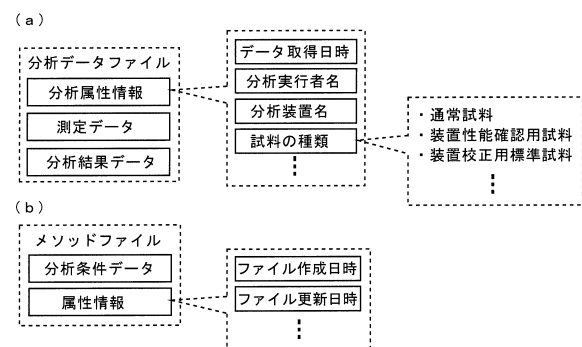 (a)
分析データファイル
分析属性情報
測定データ
分析結果データ
データ取得日時
分析実行者名
分析装置名
試料の種類
・通常試料
・装置性能確認用試料
・装置校正用標準試料
(b)
メソッドファイル
分析条件データ
属性情報
ファイル作成日時
ファイル更新日時